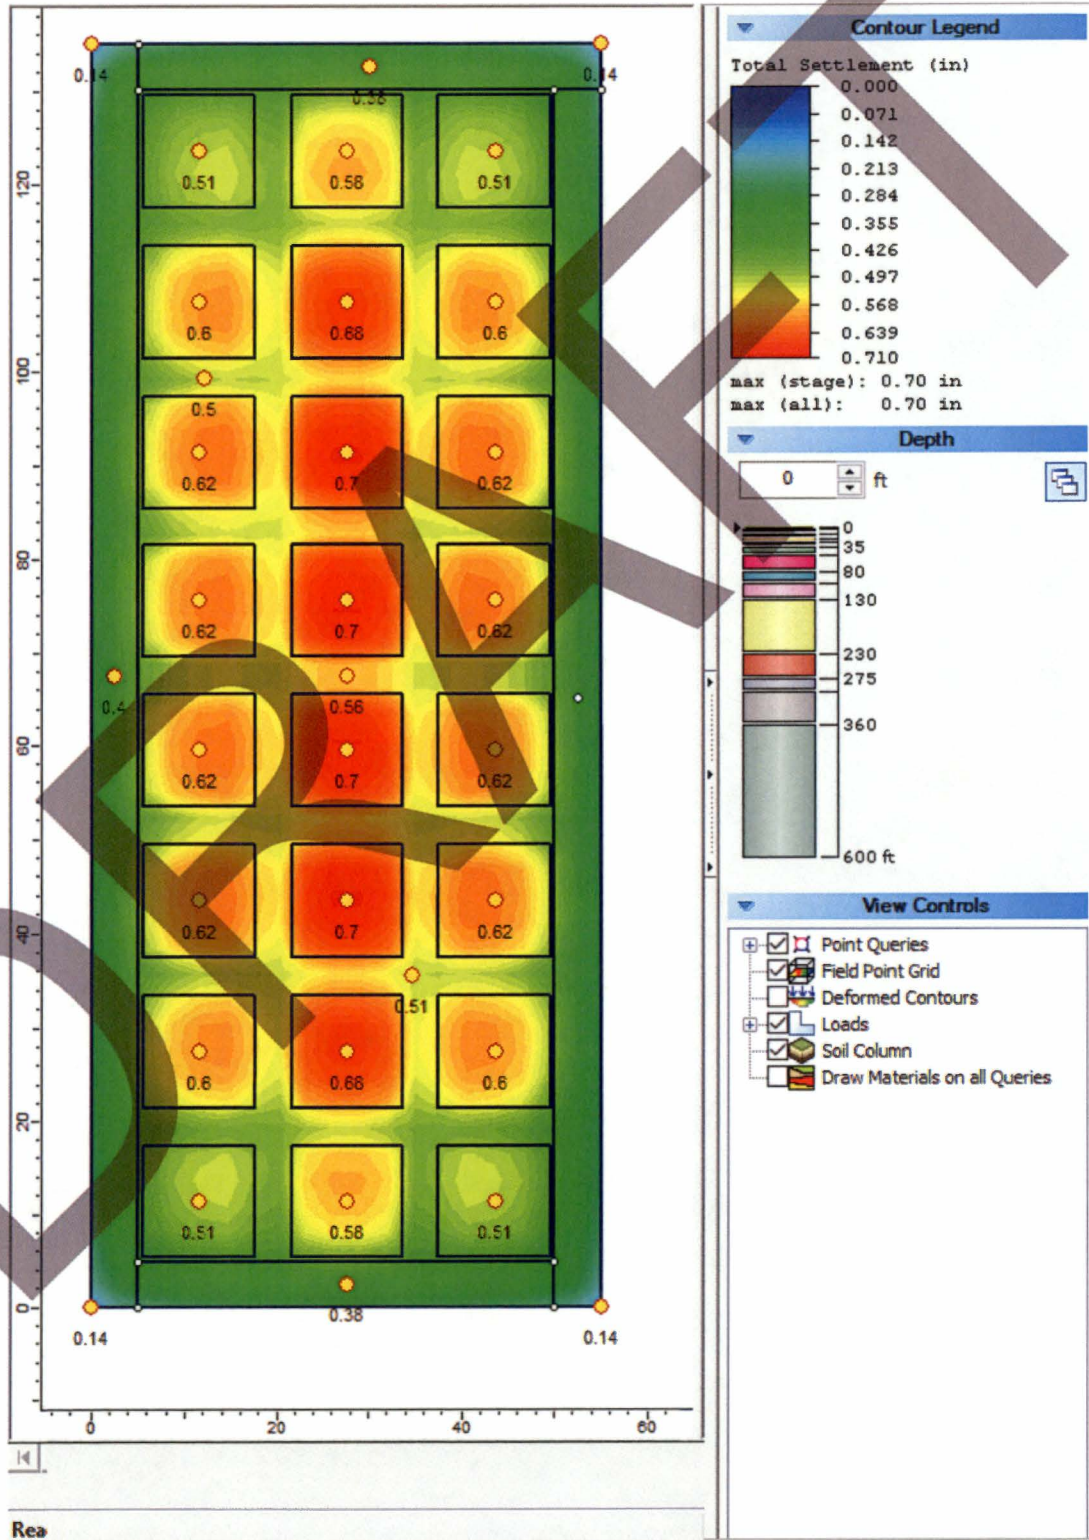 Contour Legend
Total Settlement (in)
0.000
0.071
0.142
0.213
0.284
0.355
0.426
0.497
0.568
0.639
0.710
max (stage): 0.70 in
max (all): 0.70 in
Depth
0 ft
0
35
80
130
230
275
360
600 ft
View Controls
Point Queries
Field Point Grid
Deformed Contours
Loads
Soil Column
Draw Materials on all Queries
0.14 0.14
0.38
0.51 0.58 0.51
0.6 0.68 0.6
0.5
0.62 0.7 0.62
0.62 0.7 0.62
0.4 0.56
0.62 0.7 0.62
0.62 0.7 0.62
0.51
0.6 0.68 0.6
0.51 0.58 0.51
0.38
0.14 0.14
120
100
80
60
40
20
0
0 20 40 60
DRAFT
Rea